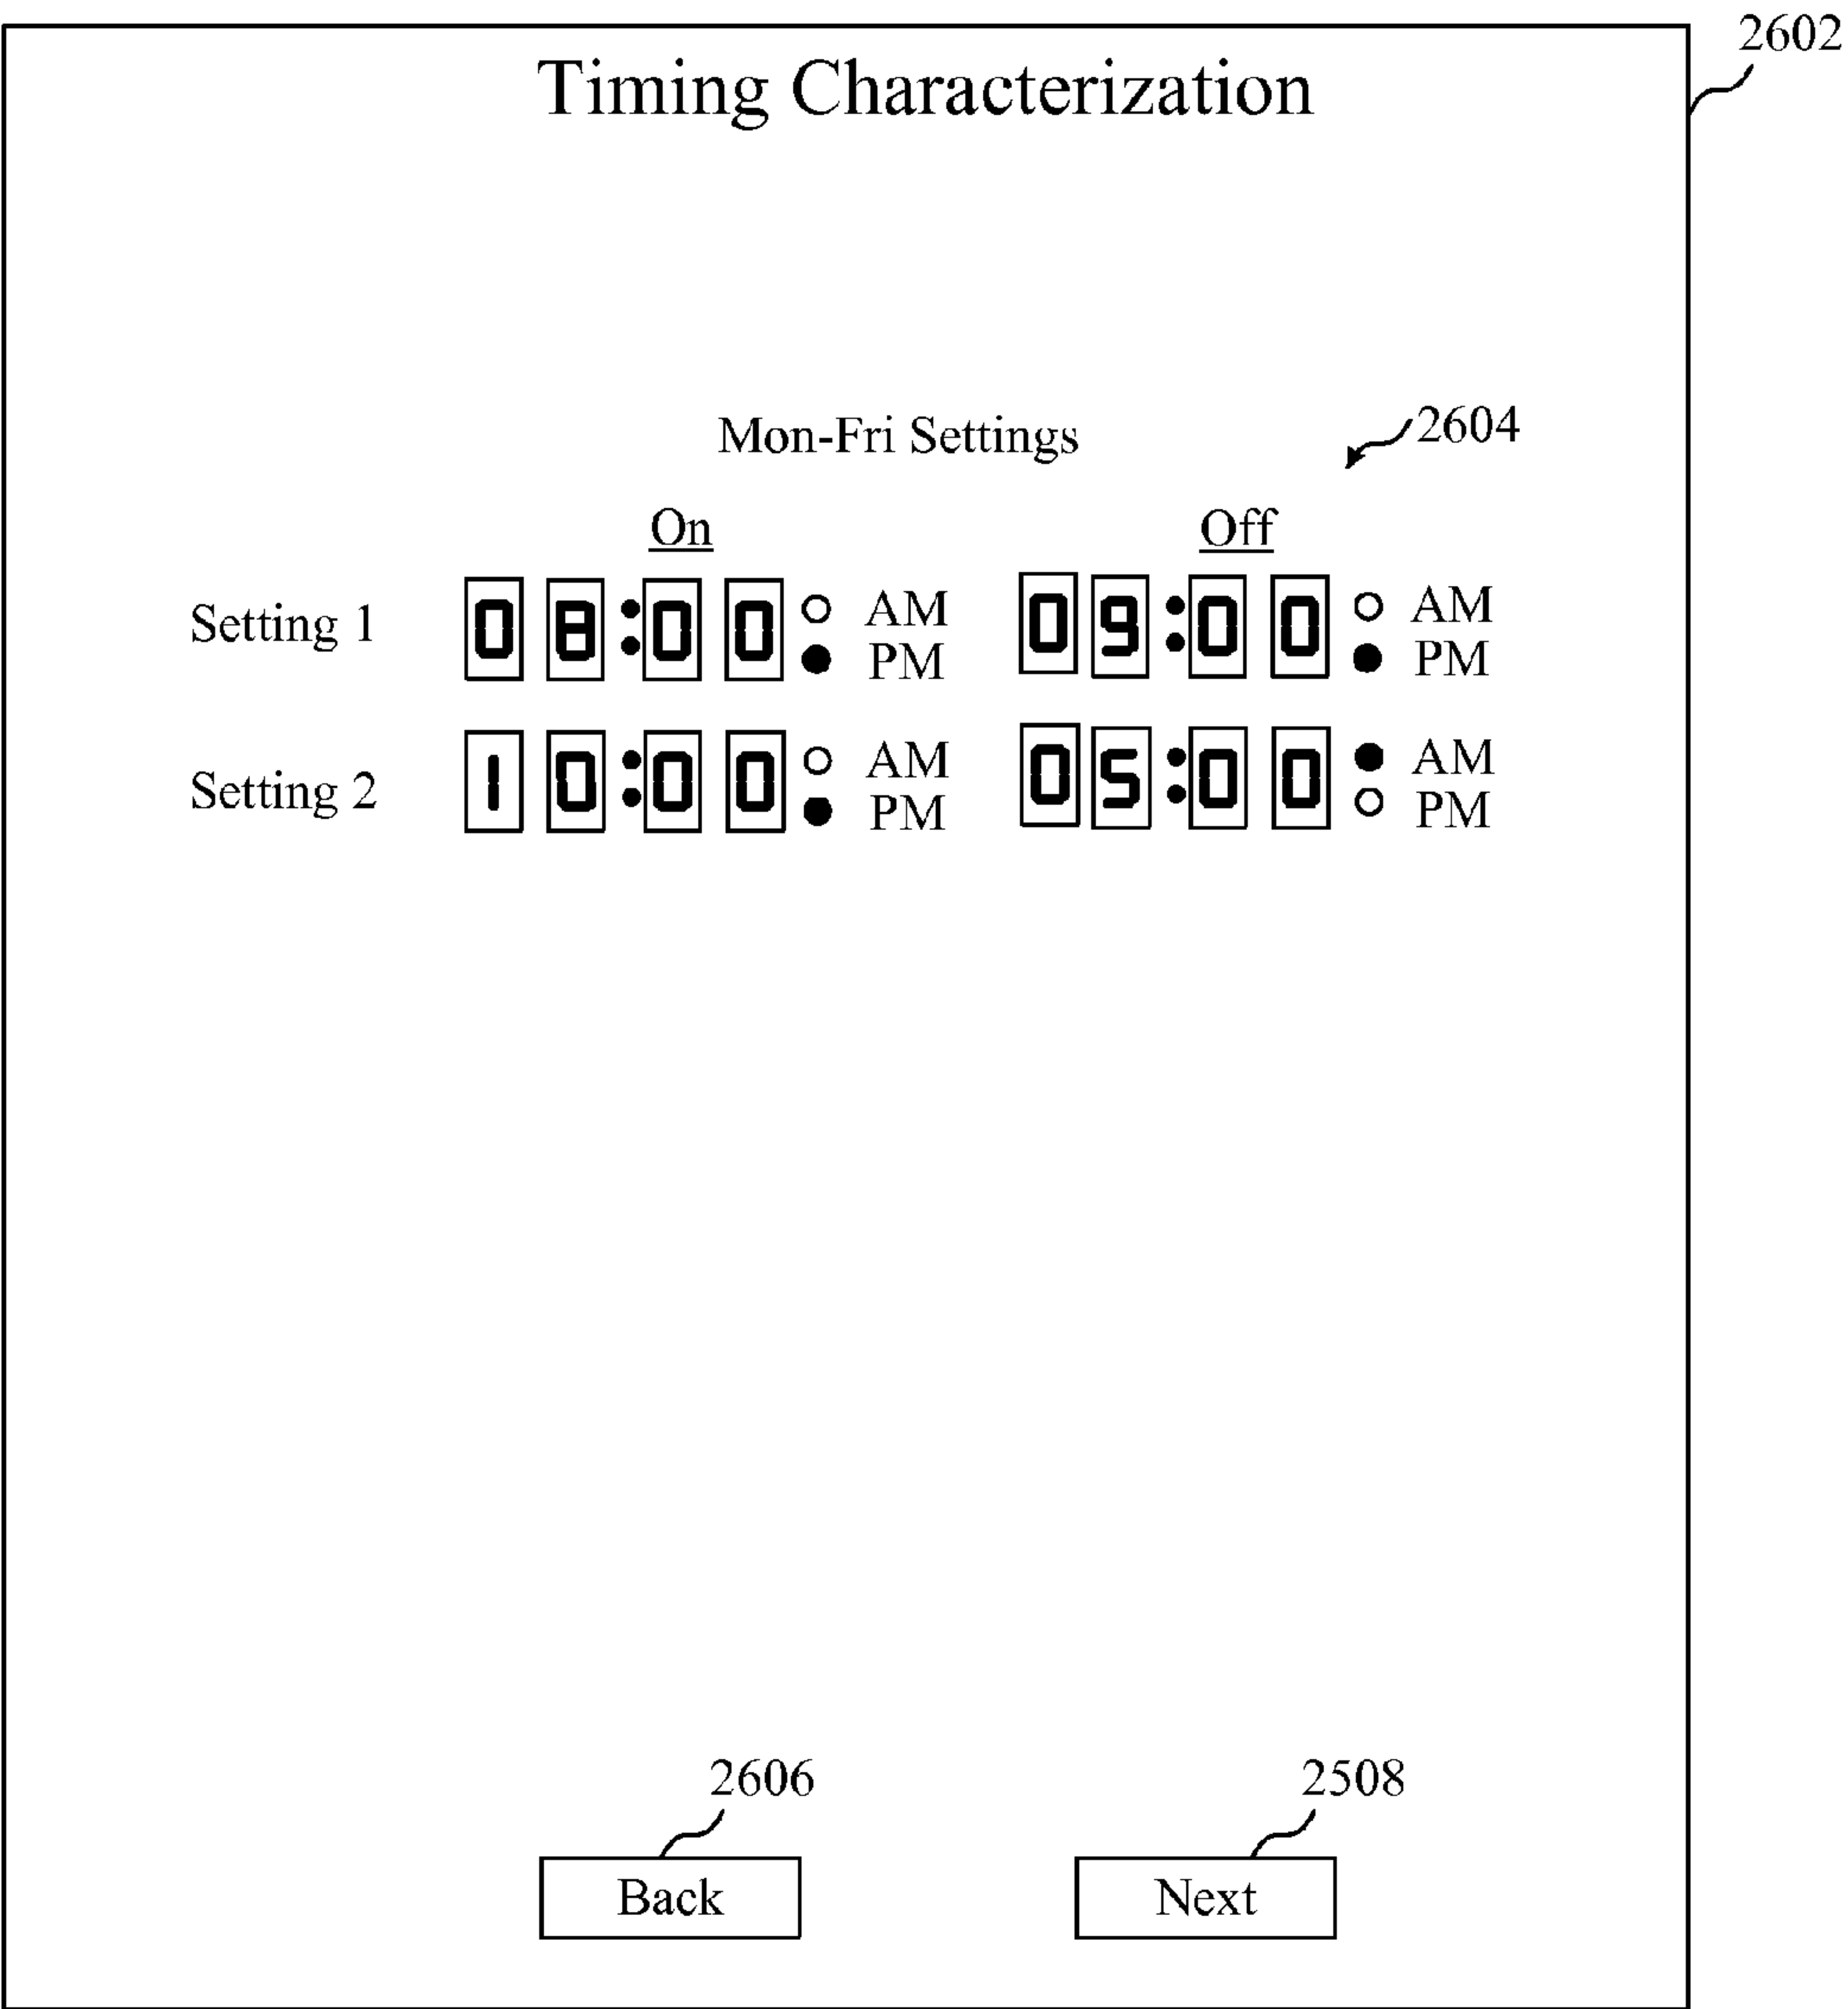 2602
Timing Characterization
Mon-Fri Settings
2604
On Off
Setting 1 08:00 AM PM 09:00 AM PM
Setting 2 10:00 AM PM 05:00 AM PM
2606 2508
Back Next